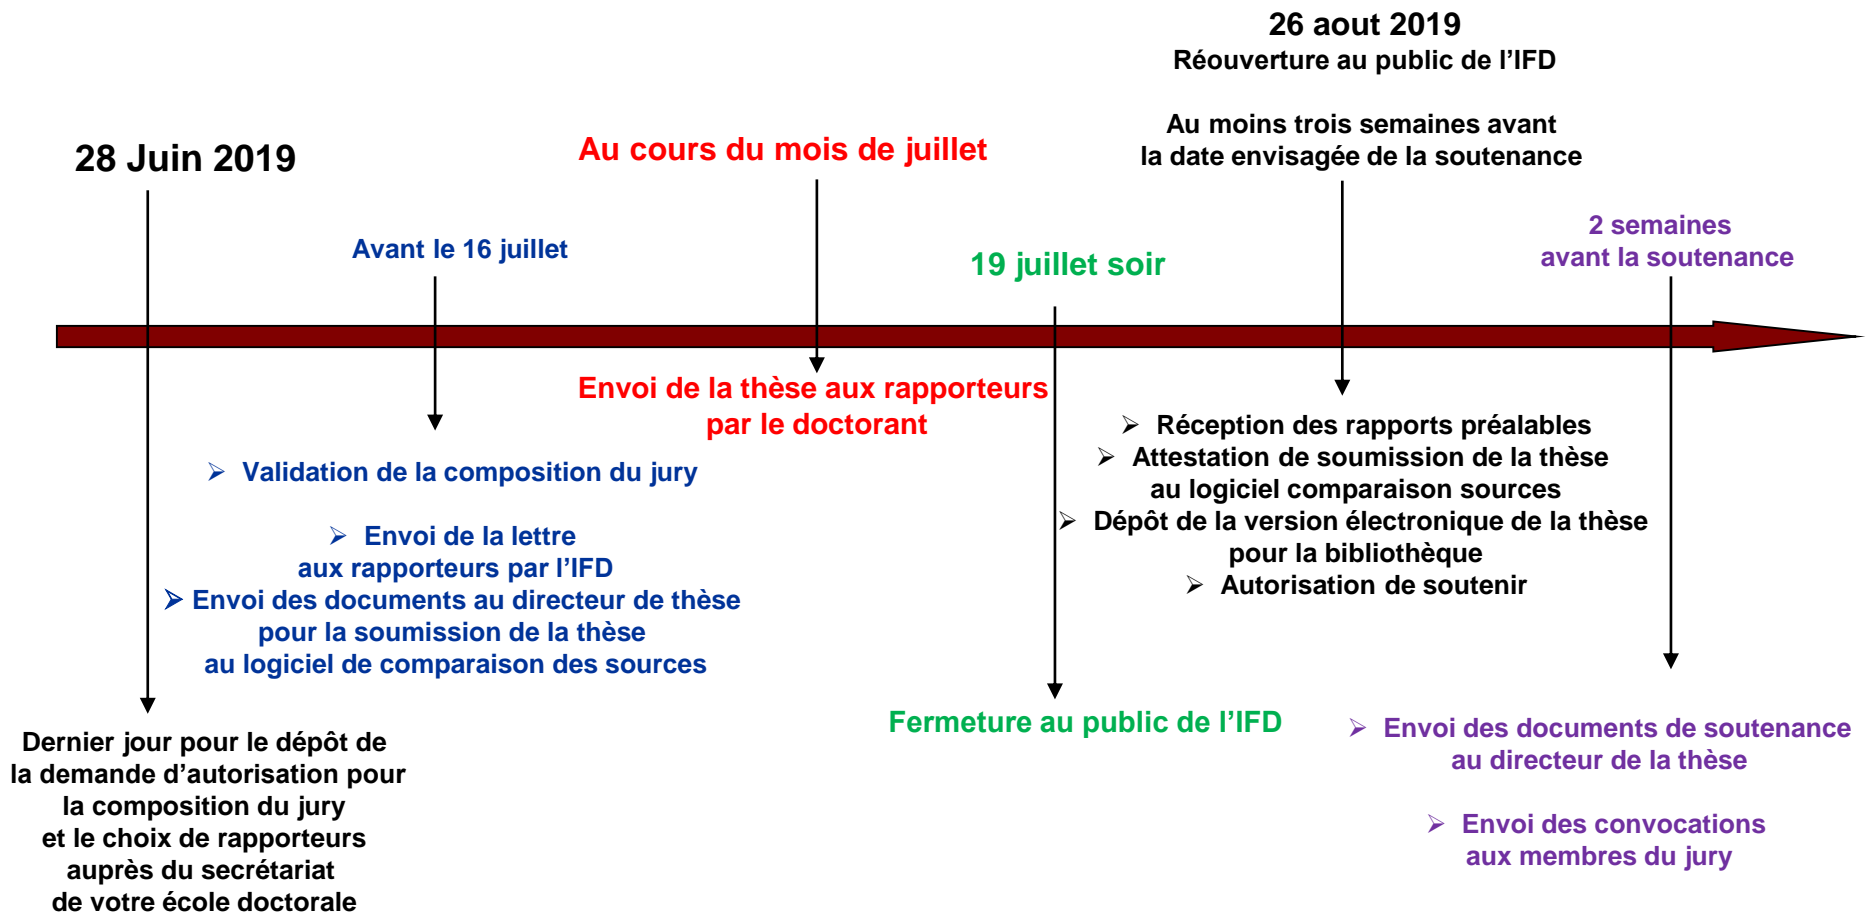 28 Juin 2019
Dernier jour pour le dépôt de
la demande d’autorisation pour
la composition du jury
et le choix de rapporteurs
auprès du secrétariat
de votre école doctorale
Avant le 16 juillet
➢ Validation de la composition du jury
➢ Envoi de la lettre
aux rapporteurs par l’IFD
➢ Envoi des documents au directeur de thèse
pour la soumission de la thèse
au logiciel de comparaison des sources
Au cours du mois de juillet
Envoi de la thèse aux rapporteurs
par le doctorant
19 juillet soir
Fermeture au public de l’IFD
26 aout 2019
Réouverture au public de l’IFD
Au moins trois semaines avant
la date envisagée de la soutenance
➢ Réception des rapports préalables
➢ Attestation de soumission de la thèse
au logiciel comparaison sources
➢ Dépôt de la version électronique de la thèse
pour la bibliothèque
➢ Autorisation de soutenir
2 semaines
avant la soutenance
➢ Envoi des documents de soutenance
au directeur de la thèse
➢ Envoi des convocations
aux membres du jury